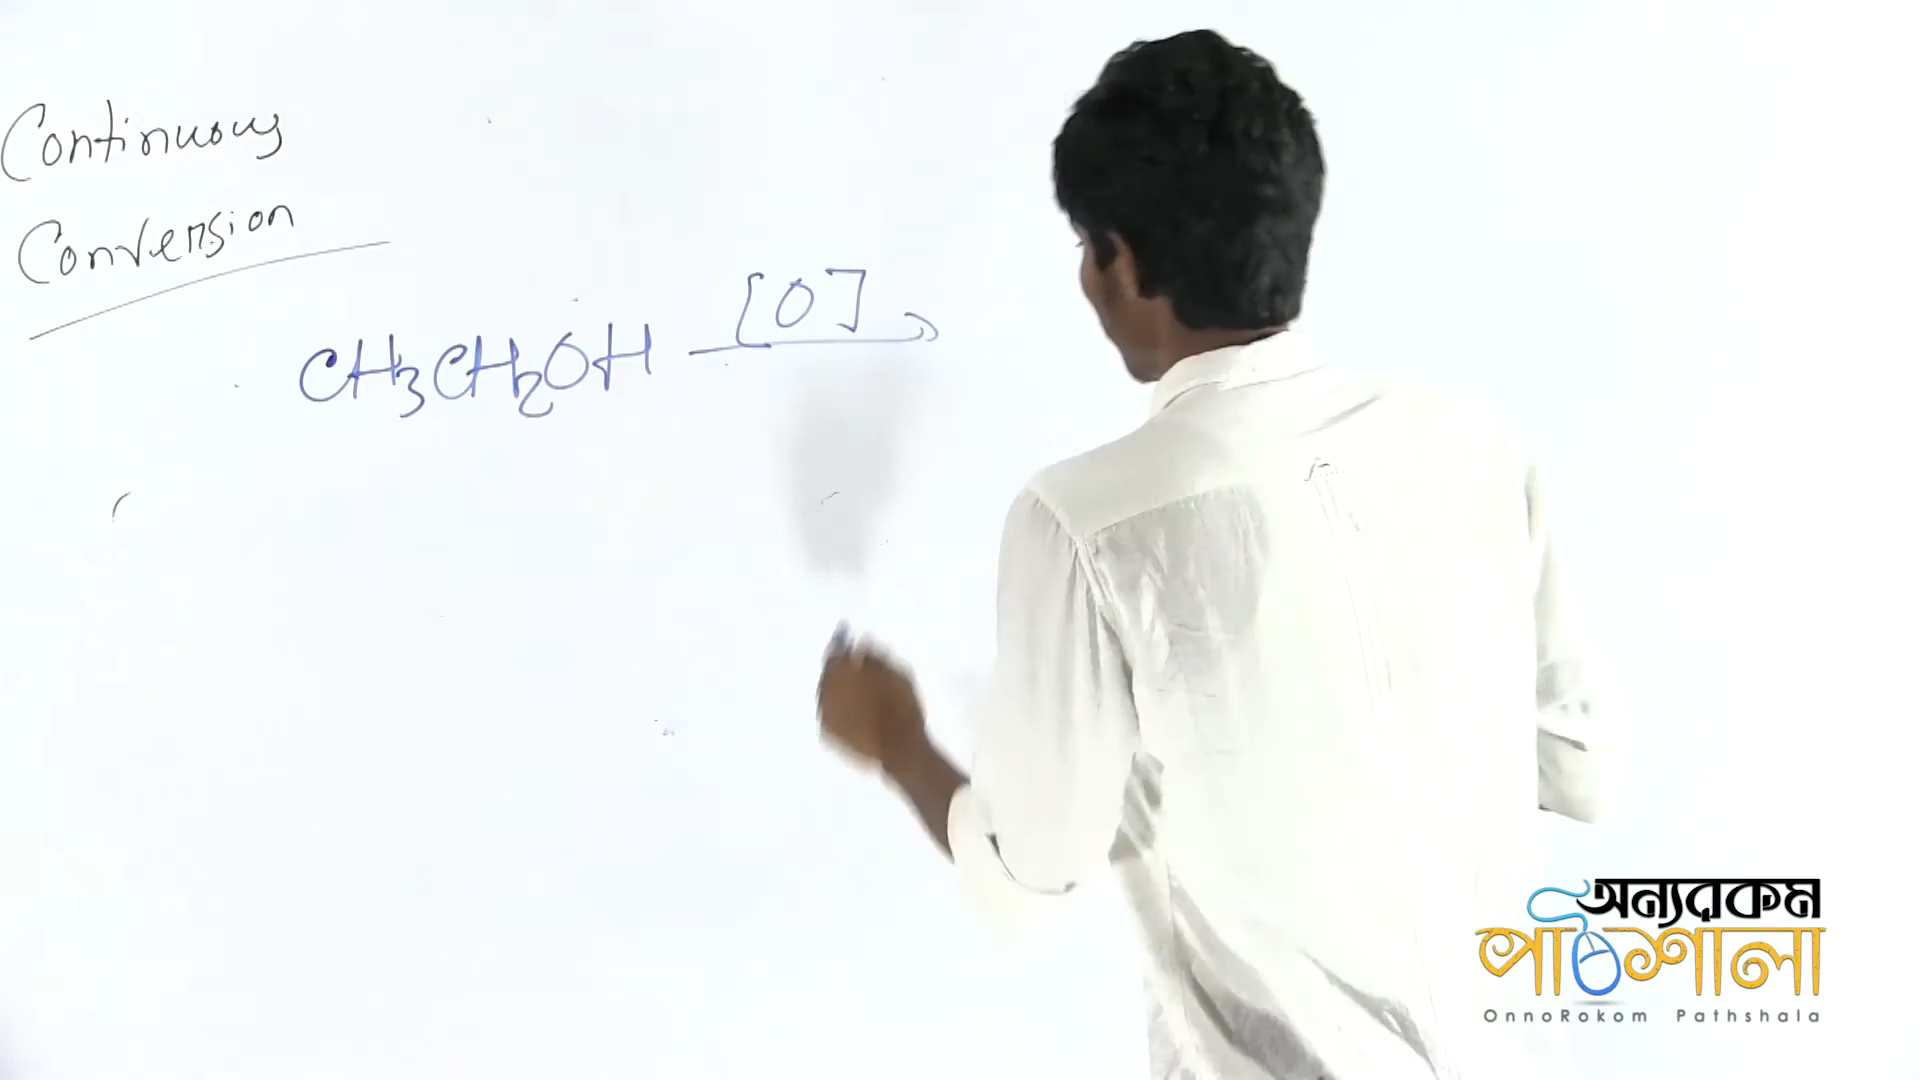 Continuous
Conversion
[O]
CH3CH2OH →
অন্যরকম
পাঠশালা
OnnoRokom Pathshala